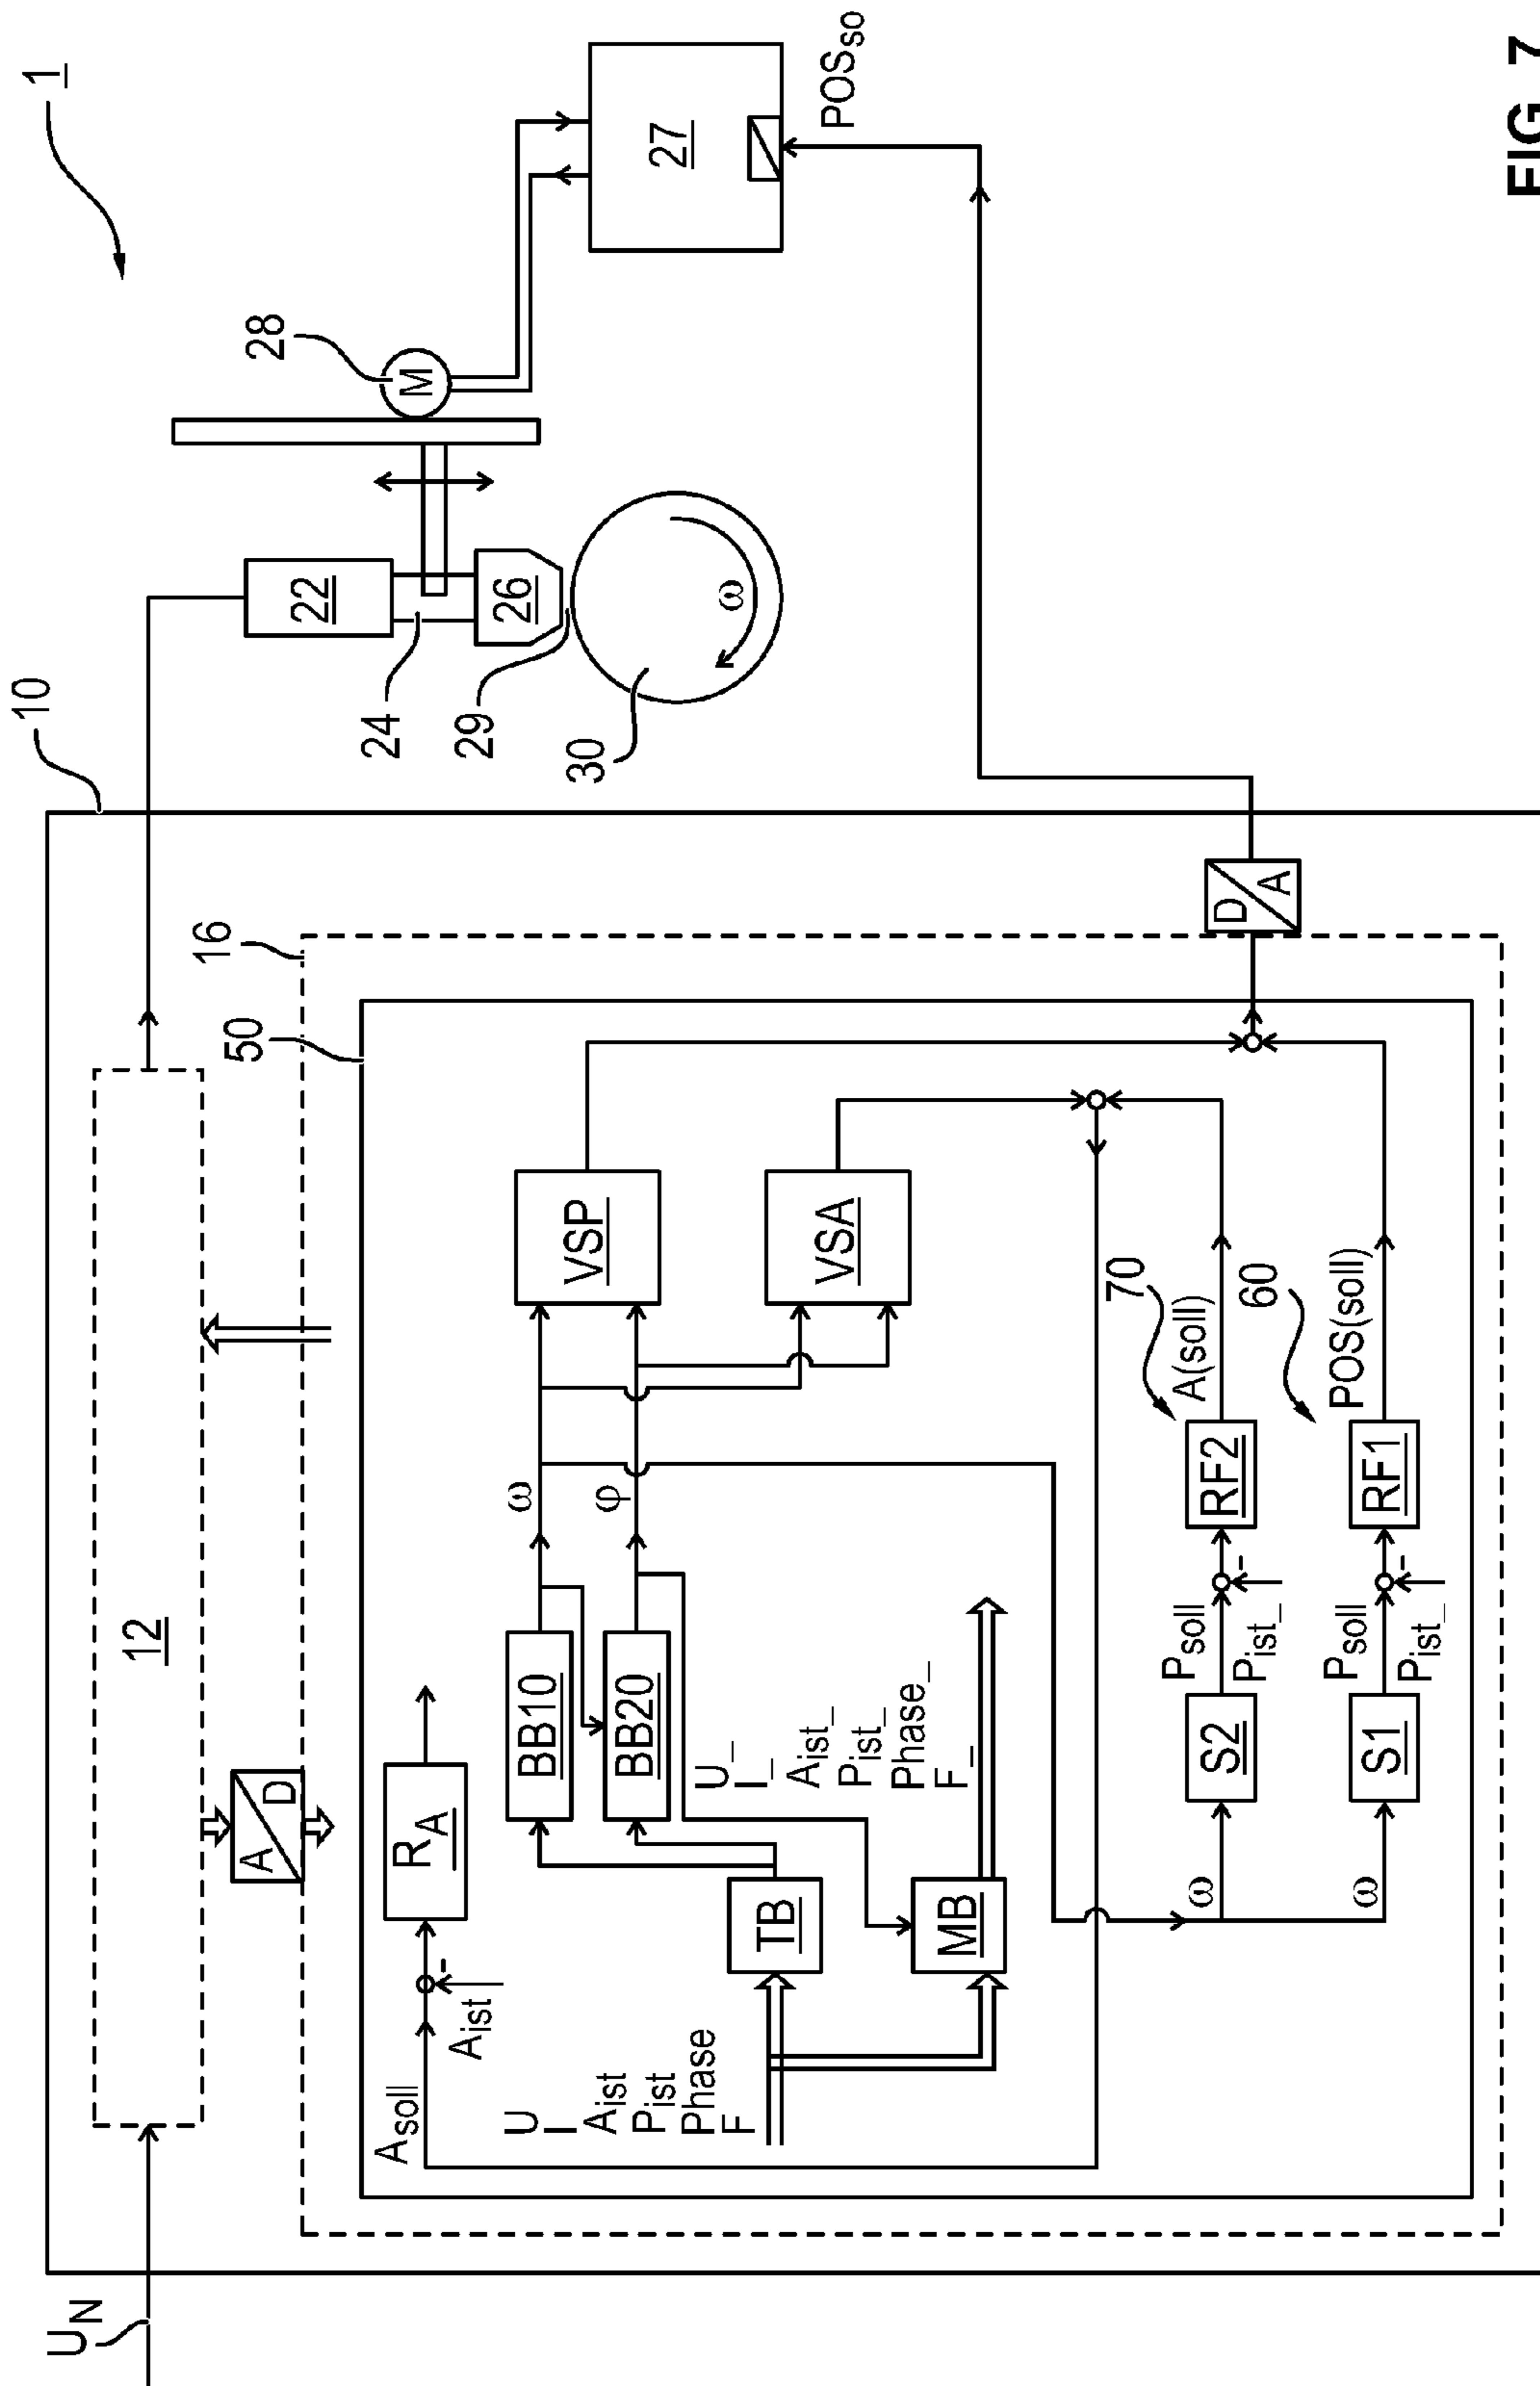 1
U_N
10
12
22
24
26
29
30
ω
28
M
27
POS_so
16
50
A
D
A_soll
A_ist
-
R_A
U
I
A_ist
P_ist
Phase
F
TB
MB
BB10
BB20
ω
φ
U_
I_
A_ist_
P_ist_
Phase_
F_
VSP
VSA
ω
S2
P_soll
P_ist_
-
RF2
A(soll)
70
ω
S1
P_soll
P_ist_
-
RF1
POS(soll)
60
D
A
FIG 7